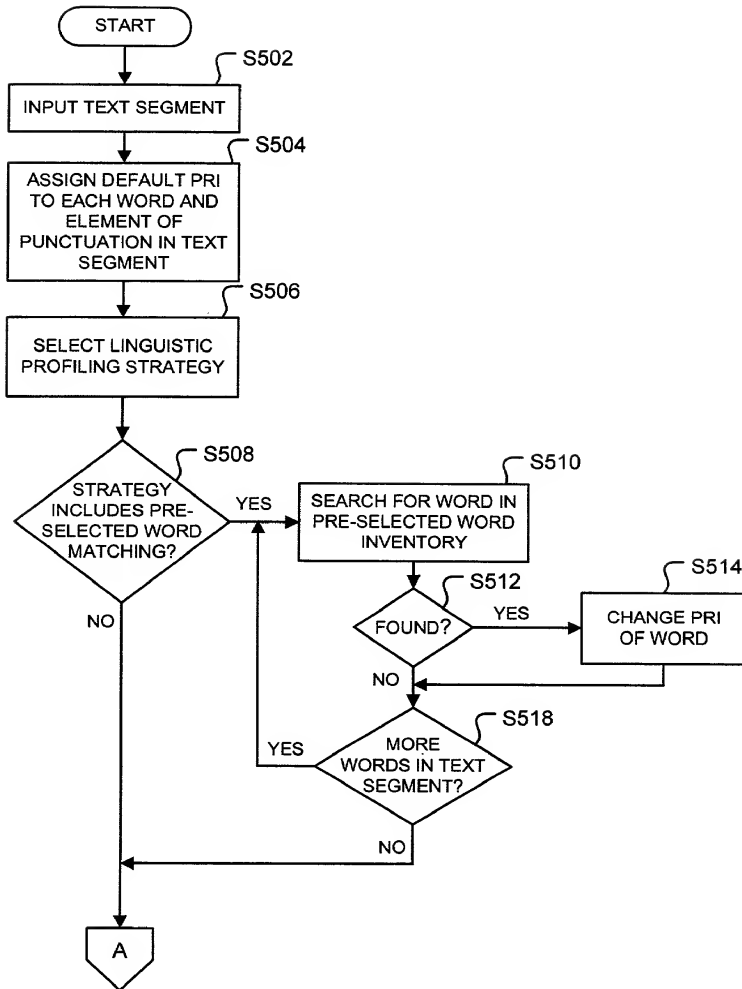 START
S502
INPUT TEXT SEGMENT
S504
ASSIGN DEFAULT PRI
TO EACH WORD AND
ELEMENT OF
PUNCTUATION IN TEXT
SEGMENT
S506
SELECT LINGUISTIC
PROFILING STRATEGY
S508
STRATEGY
INCLUDES PRE-
SELECTED WORD
MATCHING?
YES
NO
S510
SEARCH FOR WORD IN
PRE-SELECTED WORD
INVENTORY
S512
FOUND?
YES
NO
S514
CHANGE PRI
OF WORD
S518
MORE
WORDS IN TEXT
SEGMENT?
YES
NO
A